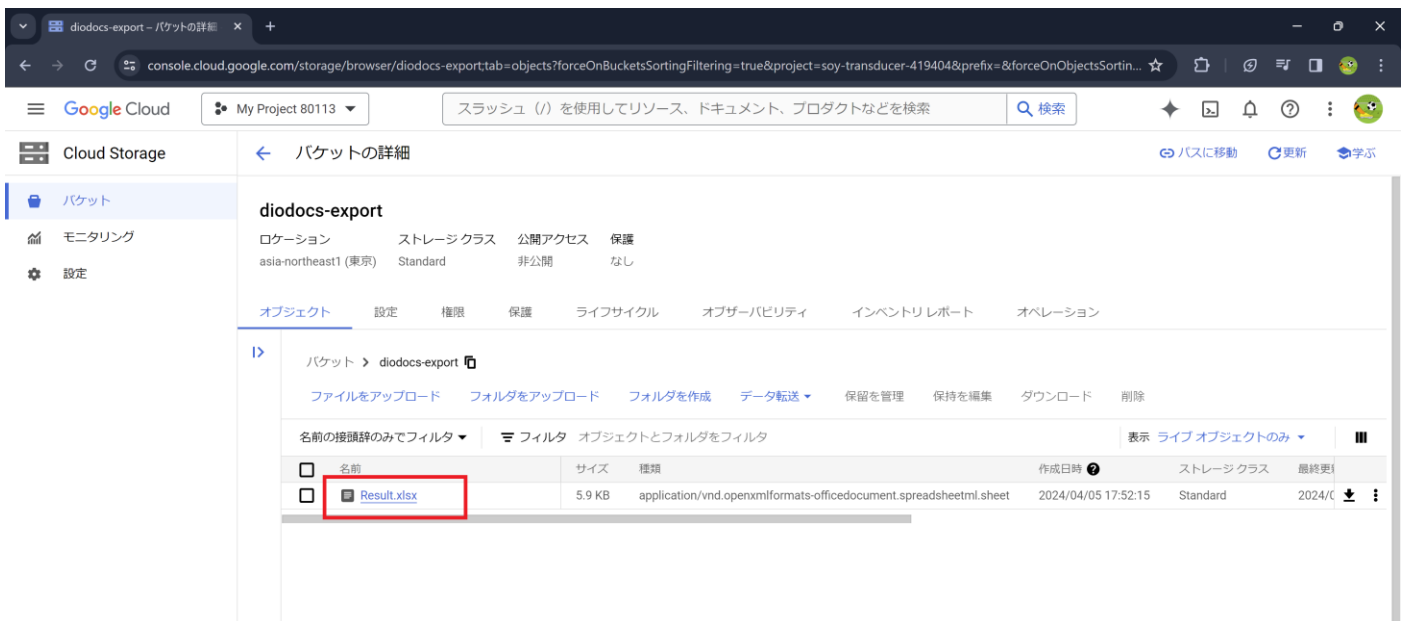 diodocs-export – バケットの詳細
console.cloud.google.com/storage/browser/diodocs-export;tab=objects?forceOnBucketsSortingFiltering=true&project=soy-transducer-419404&prefix=&forceOnObjectsSortin...
Google Cloud My Project 80113 スラッシュ（/）を使用してリソース、ドキュメント、プロダクトなどを検索 検索
Cloud Storage バケットの詳細 パスに移動 更新 学ぶ
バケット
モニタリング
設定
diodocs-export
ロケーション ストレージ クラス 公開アクセス 保護
asia-northeast1 (東京) Standard 非公開 なし
オブジェクト 設定 権限 保護 ライフサイクル オブザーバビリティ インベントリ レポート オペレーション
バケット > diodocs-export
ファイルをアップロード フォルダをアップロード フォルダを作成 データ転送 保留を管理 保持を編集 ダウンロード 削除
名前の接頭辞のみでフィルタ フィルタ オブジェクトとフォルダをフィルタ 表示 ライブ オブジェクトのみ
名前 サイズ 種類 作成日時 ストレージ クラス 最終更
Result.xlsx 5.9 KB application/vnd.openxmlformats-officedocument.spreadsheetml.sheet 2024/04/05 17:52:15 Standard 2024/0